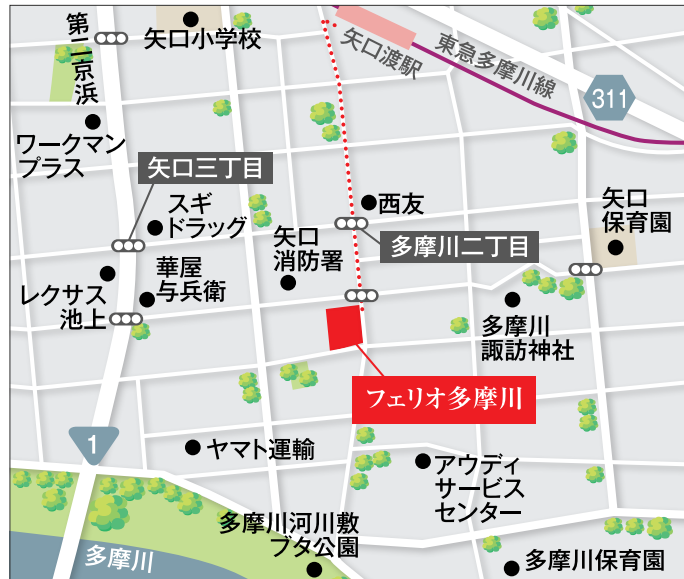 第二京浜
矢口小学校
矢口渡駅
東急多摩川線
311
ワークマン
プラス
矢口三丁目
スギ
ドラッグ
西友
矢口
保育園
矢口
消防署
多摩川二丁目
レクサス
池上
華屋
与兵衛
多摩川
諏訪神社
フェリオ多摩川
1
ヤマト運輸
アウディ
サービス
センター
多摩川河川敷
ブタ公園
多摩川
多摩川保育園